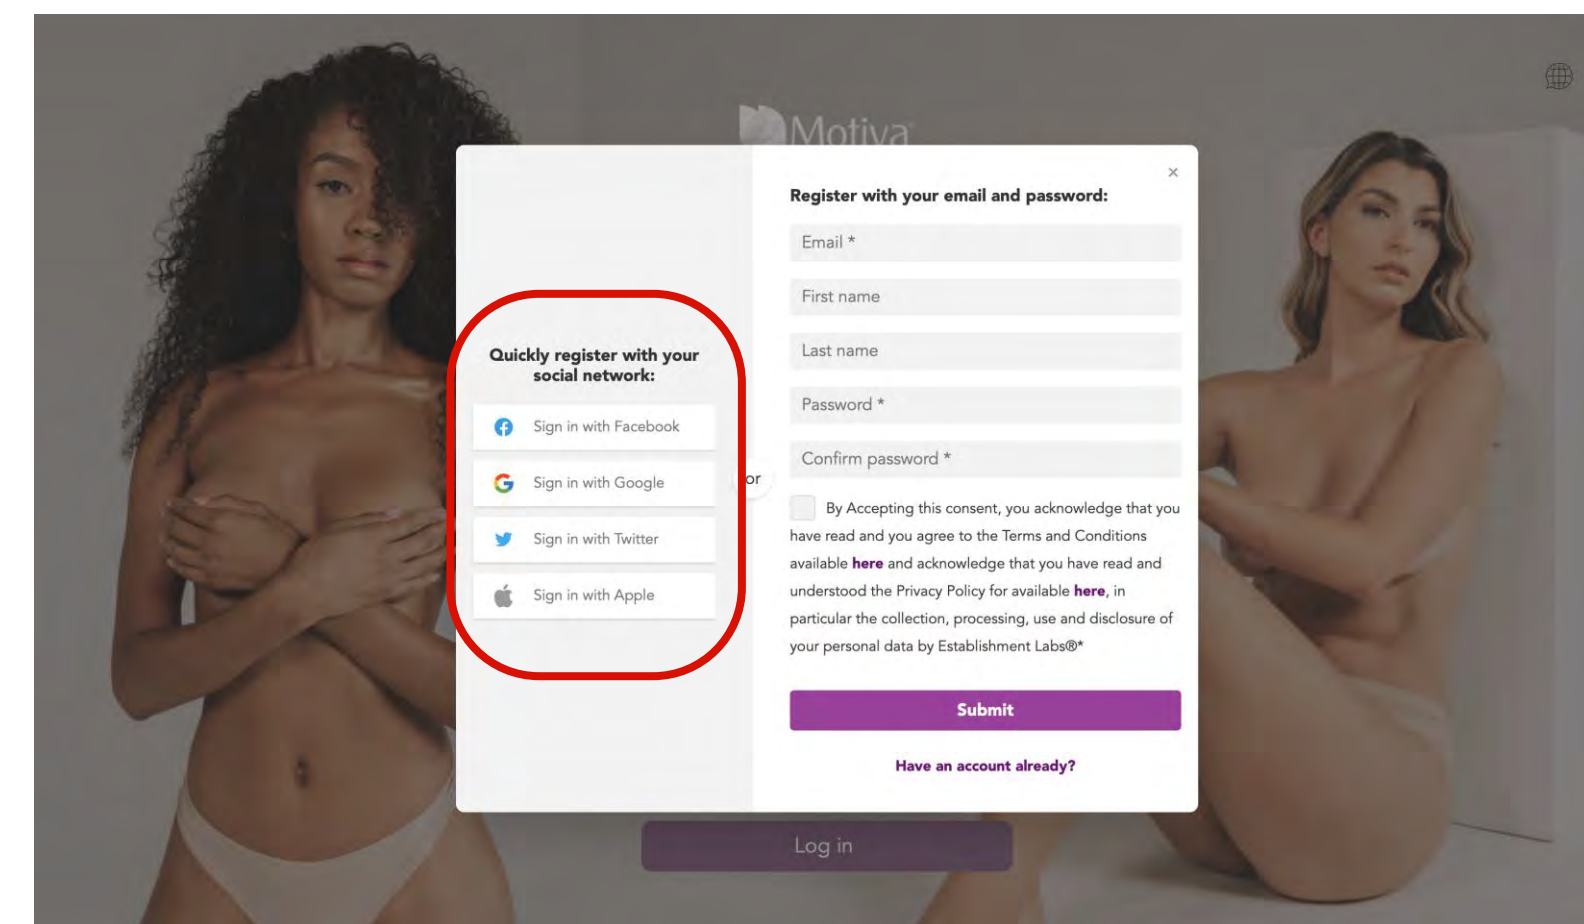 Motiva
Quickly register with your
social network:
Sign in with Facebook
Sign in with Google
Sign in with Twitter
Sign in with Apple
or
×
Register with your email and password:
Email *
First name
Last name
Password *
Confirm password *
By Accepting this consent, you acknowledge that you
have read and you agree to the Terms and Conditions
available here and acknowledge that you have read and
understood the Privacy Policy for available here, in
particular the collection, processing, use and disclosure of
your personal data by Establishment Labs®*
Submit
Have an account already?
Log in